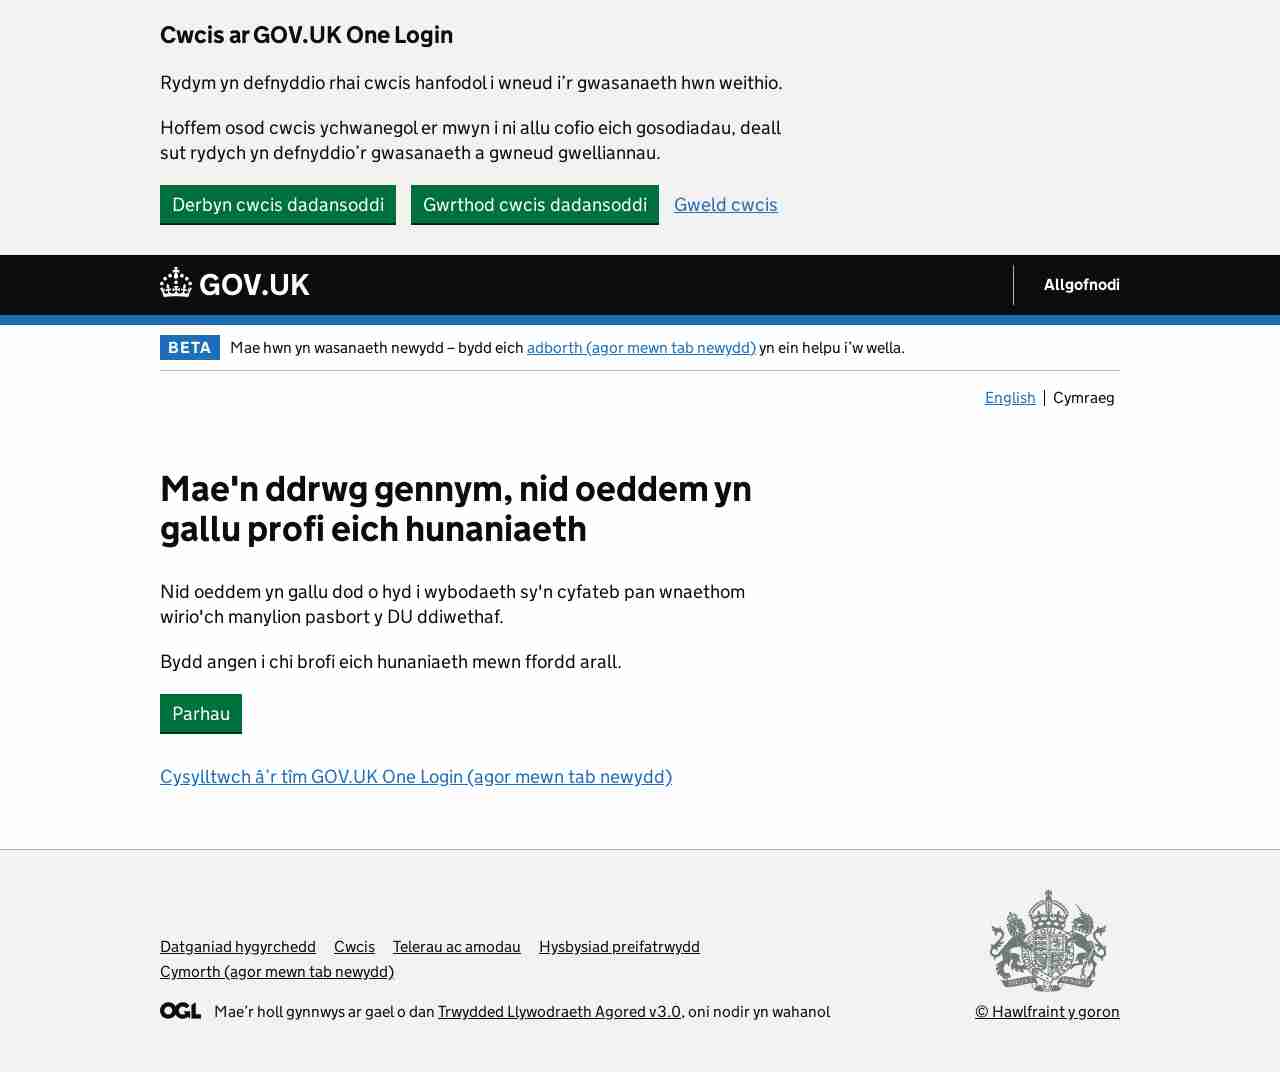 Cwcis ar GOV.UK One Login
Rydym yn defnyddio rhai cwcis hanfodol i wneud i’r gwasanaeth hwn weithio.
Hoffem osod cwcis ychwanegol er mwyn i ni allu cofio eich gosodiadau, deall
sut rydych yn defnyddio’r gwasanaeth a gwneud gwelliannau.
Derbyn cwcis dadansoddi Gwrthod cwcis dadansoddi Gweld cwcis
GOV.UK Allgofnodi
BETA Mae hwn yn wasanaeth newydd – bydd eich adborth (agor mewn tab newydd) yn ein helpu i’w wella.
English Cymraeg
Mae'n ddrwg gennym, nid oeddem yn
gallu profi eich hunaniaeth
Nid oeddem yn gallu dod o hyd i wybodaeth sy'n cyfateb pan wnaethom
wirio'ch manylion pasbort y DU ddiwethaf.
Bydd angen i chi brofi eich hunaniaeth mewn ffordd arall.
Parhau
Cysylltwch â’r tîm GOV.UK One Login (agor mewn tab newydd)
Datganiad hygyrchedd Cwcis Telerau ac amodau Hysbysiad preifatrwydd
Cymorth (agor mewn tab newydd)
OGL Mae’r holl gynnwys ar gael o dan Trwydded Llywodraeth Agored v3.0, oni nodir yn wahanol
© Hawlfraint y goron